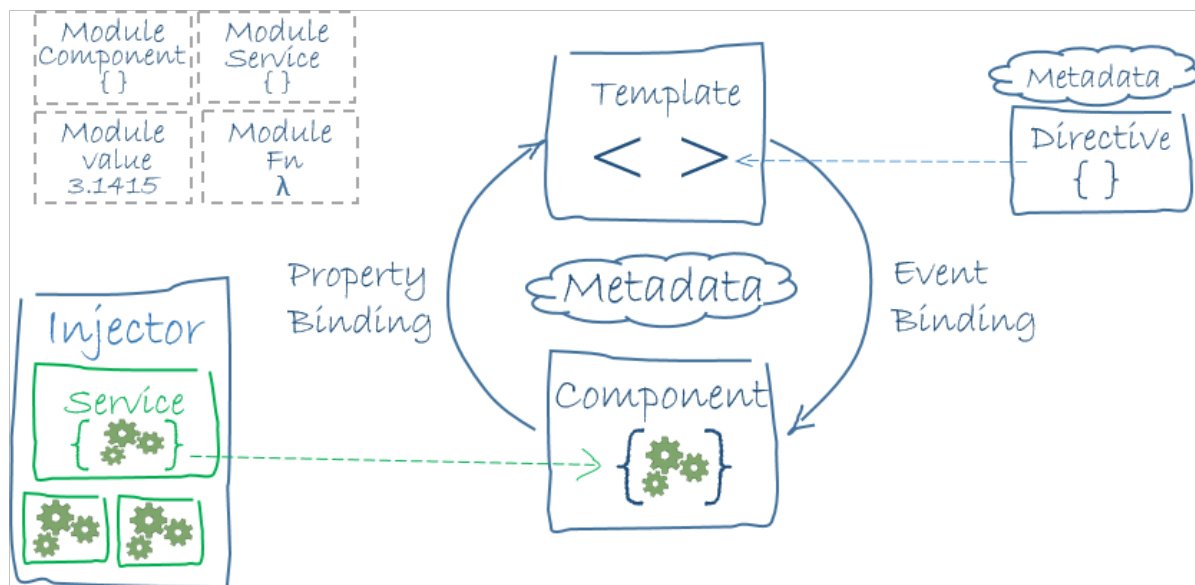 Module
Component
{ }
Module
Service
{ }
Module
value
3.1415
Module
Fn
λ
Template
< >
Metadata
Directive
{ }
Property
Binding
Metadata
Event
Binding
Injector
Service
{ }
Component
{ }